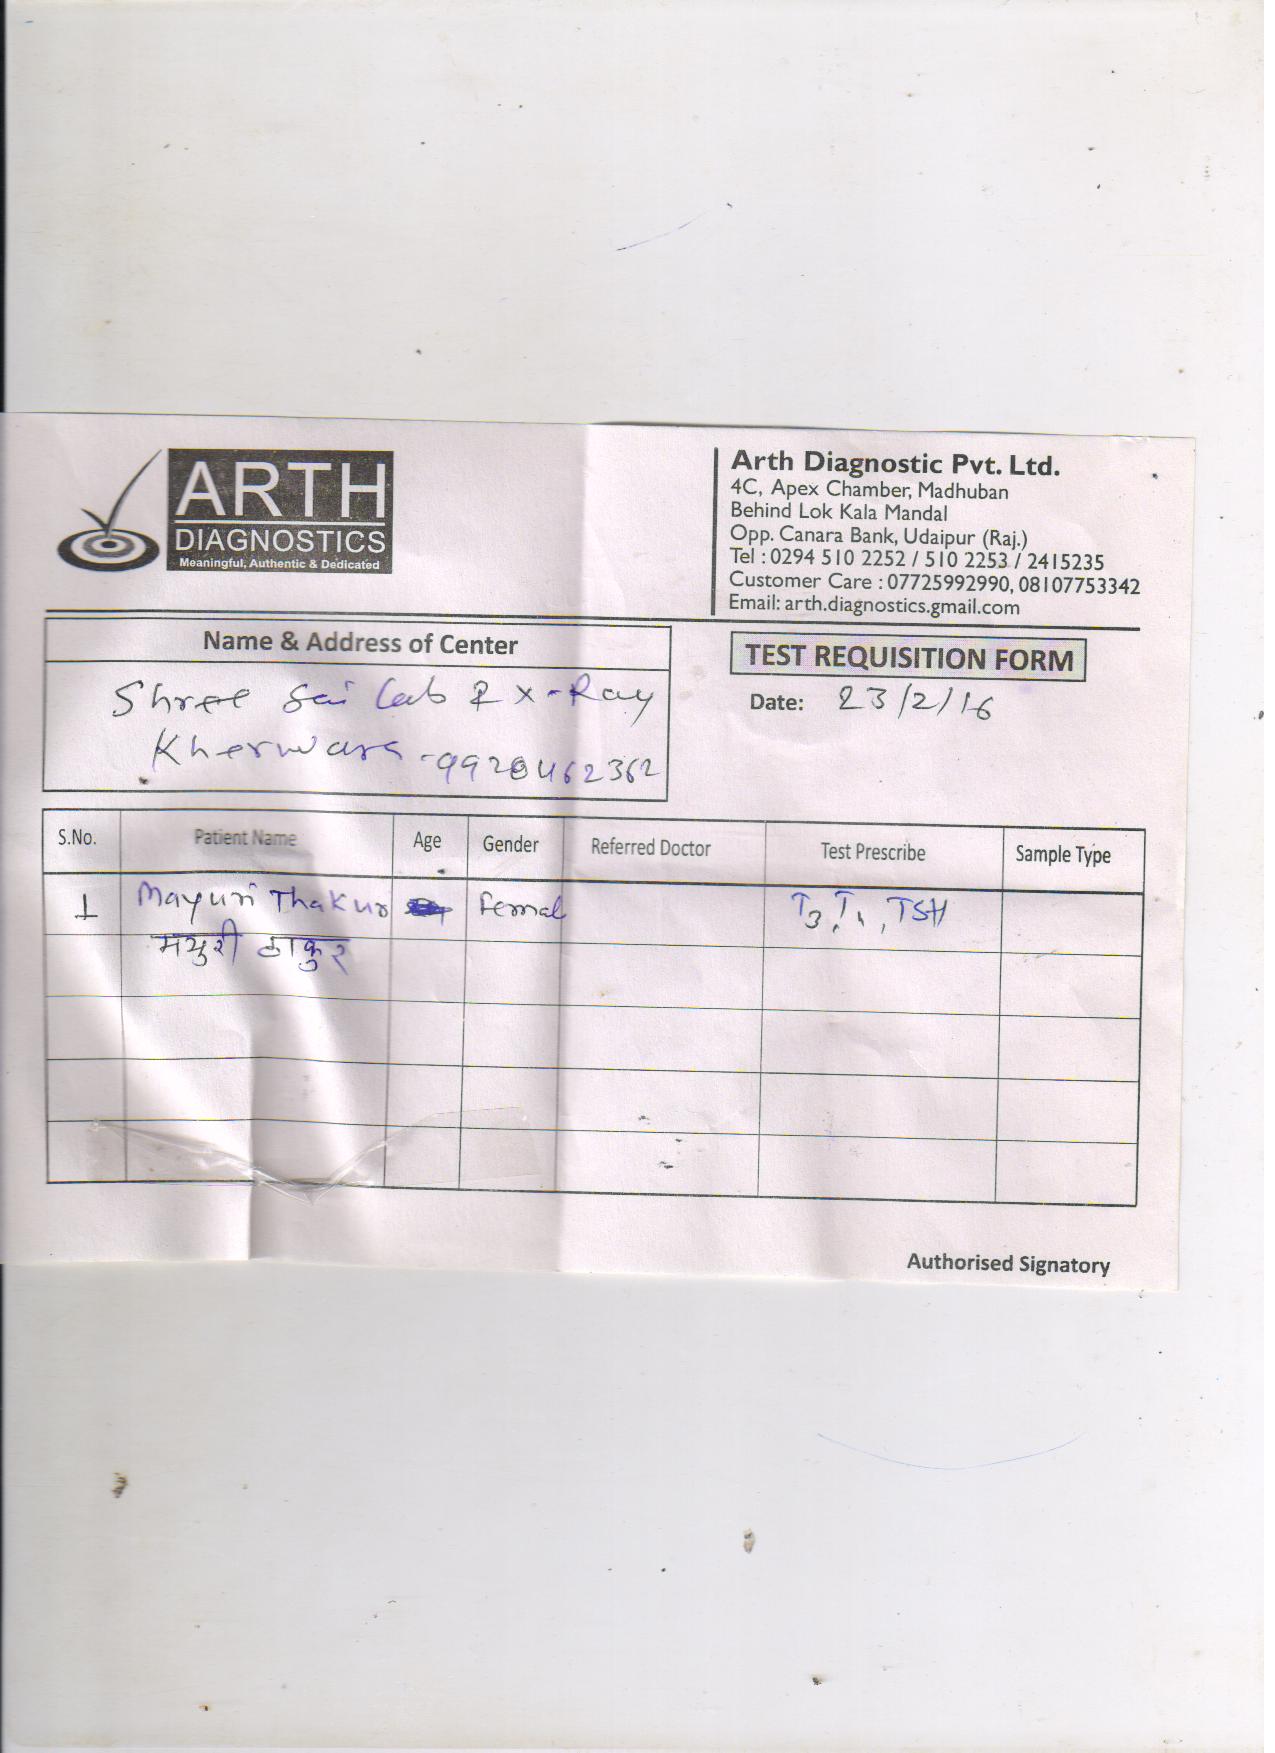 ARTH
DIAGNOSTICS
Meaningful, Authentic & Dedicated
Arth Diagnostic Pvt. Ltd.
4C, Apex Chamber, Madhuban
Behind Lok Kala Mandal
Opp. Canara Bank, Udaipur (Raj.)
Tel : 0294 510 2252 / 510 2253 / 2415235
Customer Care : 07725992990, 08107753342
Email: arth.diagnostics.gmail.com
Name & Address of Center
Shree Sai Lab & X-Ray
Kherwara -9928462362
TEST REQUISITION FORM
Date: 23/2/16
S.No. Patient Name Age Gender Referred Doctor Test Prescribe Sample Type
1 Mayuri Thakur femal T3, T4, TSH
मयुरी ठाकुर
Authorised Signatory